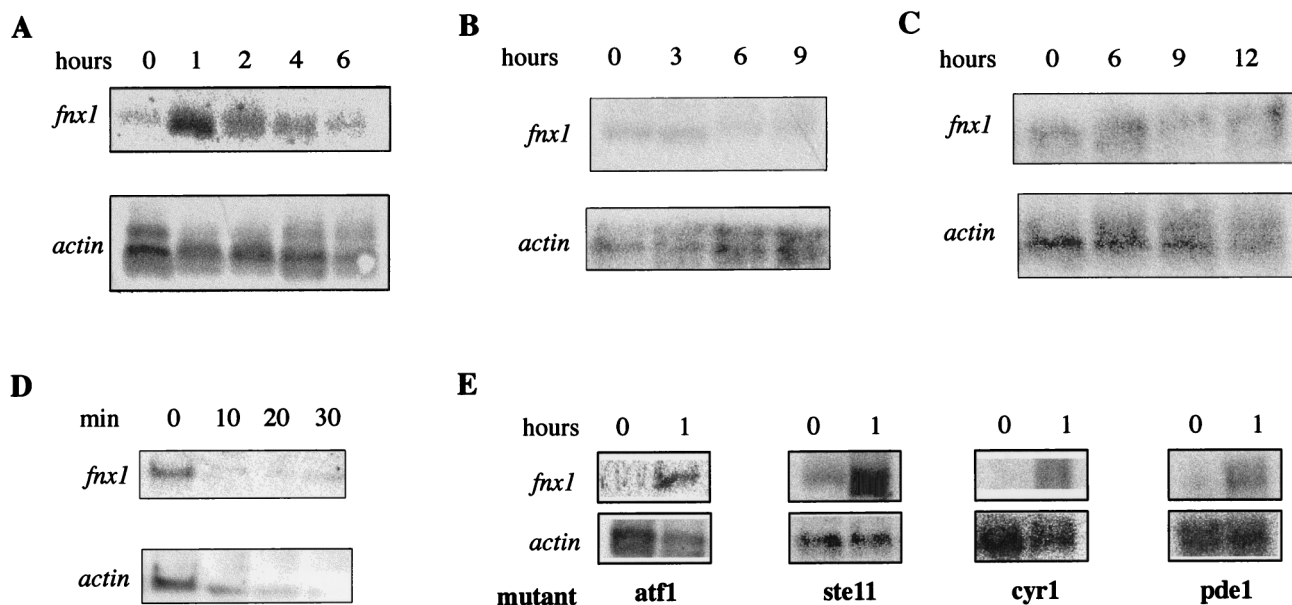 A
hours 0 1 2 4 6
fnx1
actin
B
hours 0 3 6 9
fnx1
actin
C
hours 0 6 9 12
fnx1
actin
D
min 0 10 20 30
fnx1
actin
E
hours 0 1 0 1 0 1 0 1
fnx1
actin
mutant atf1 ste11 cyr1 pde1